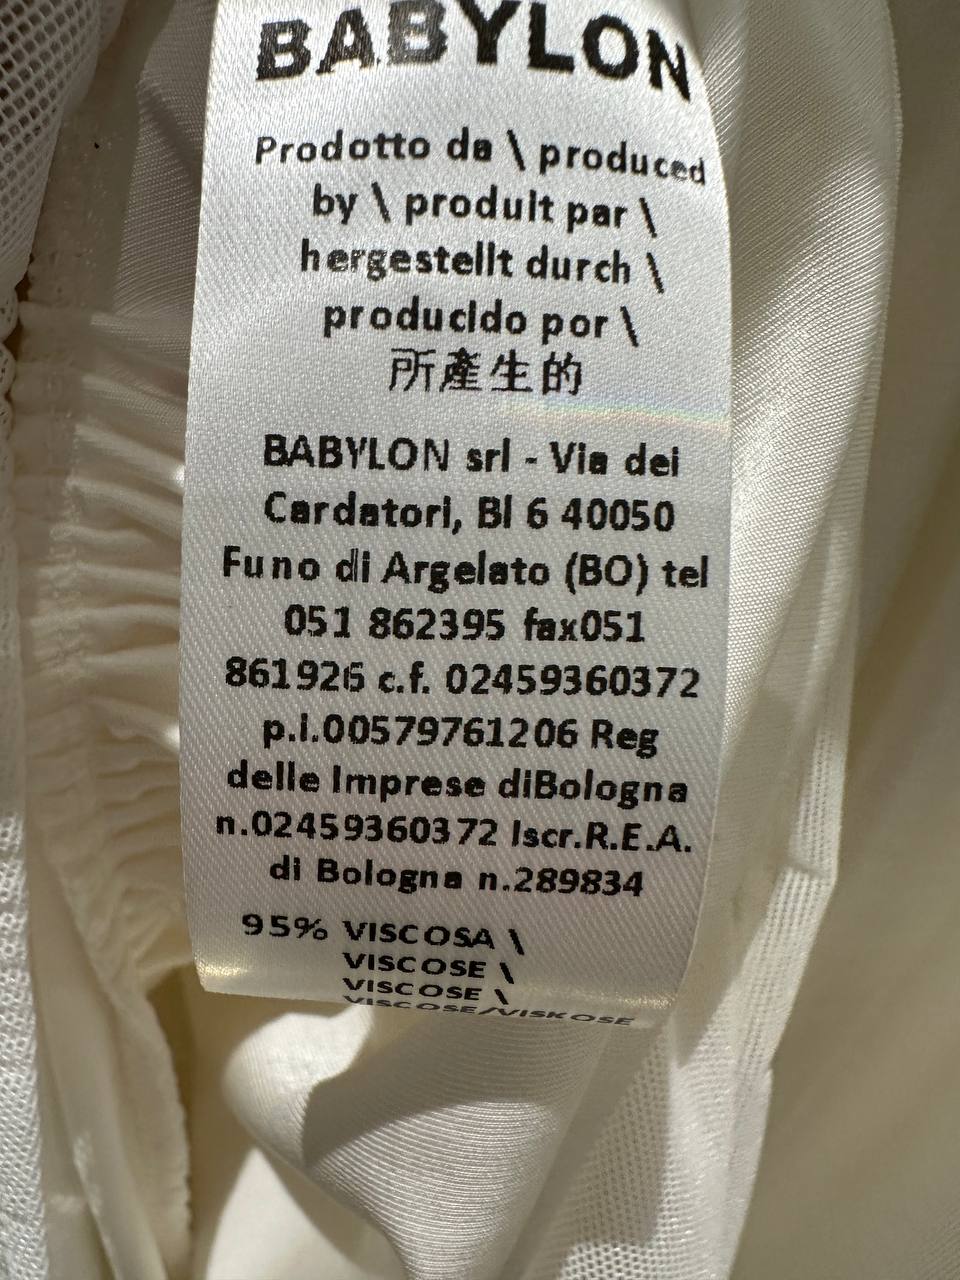 BABYLON
Prodotto da \ produced
by \ produit par \
hergestellt durch \
producido por \
所產生的
BABYLON srl - Via dei
Cardatori, Bl 6 40050
Funo di Argelato (BO) tel
051 862395 fax051
861926 c.f. 02459360372
p.i.00579761206 Reg
delle Imprese diBologna
n.02459360372 Iscr.R.E.A.
di Bologna n.289834
95% VISCOSA \
VISCOSE \
VISCOSE \
VISCOSE/VISKOSE